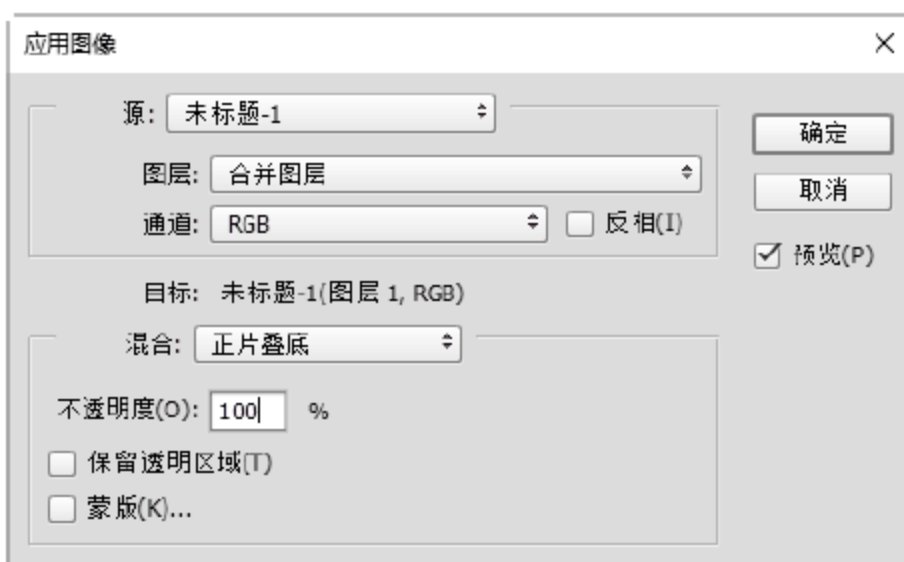 应用图像
源: 未标题-1
确定
图层: 合并图层
取消
通道: RGB 反相(I)
预览(P)
目标: 未标题-1(图层 1, RGB)
混合: 正片叠底
不透明度(O): 100 %
保留透明区域(T)
蒙版(K)...